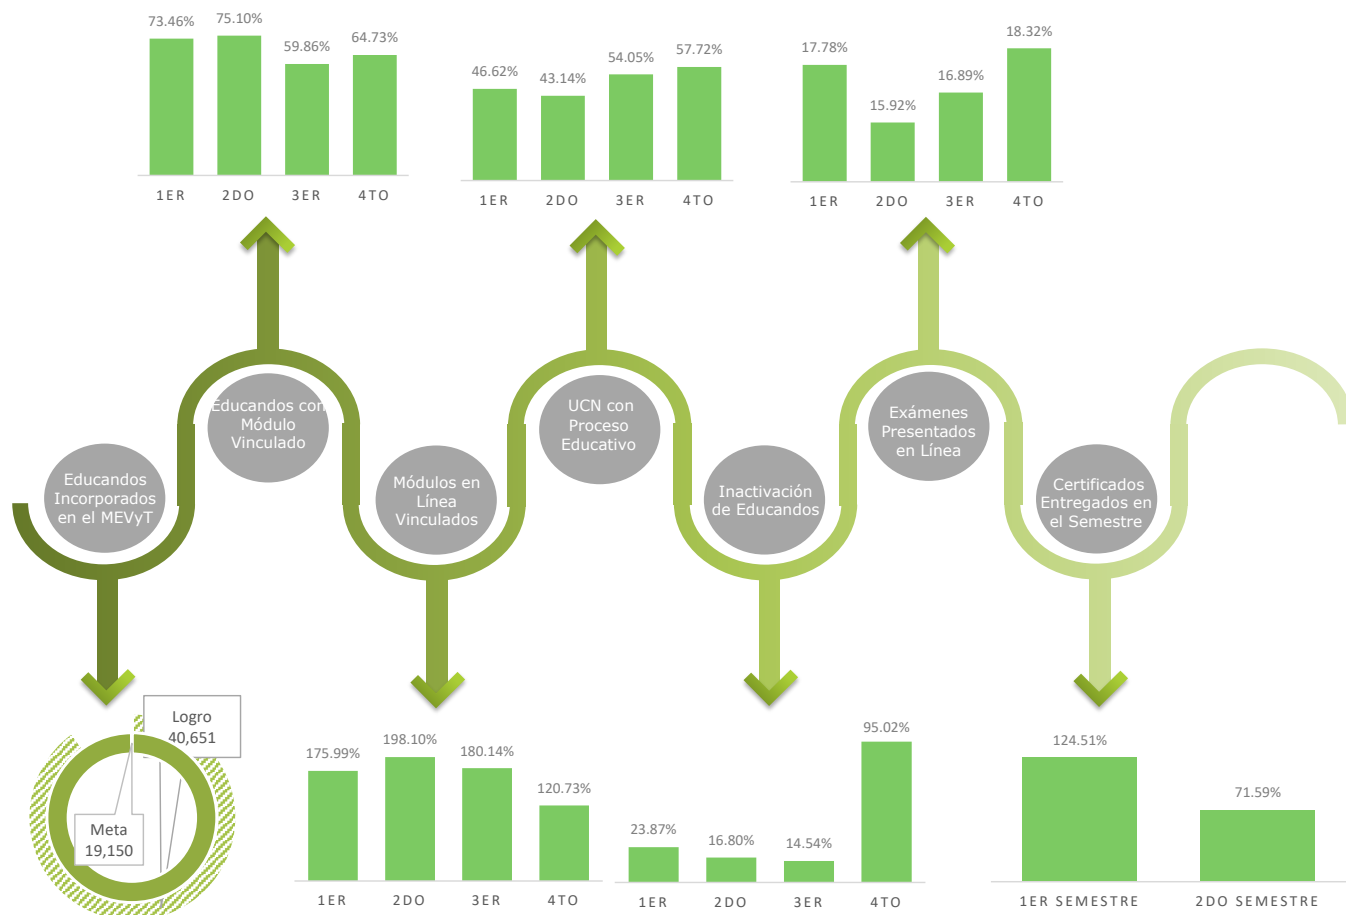 73.46%
75.10%
59.86%
64.73%
1ER
2DO
3ER
4TO
46.62%
43.14%
54.05%
57.72%
1ER
2DO
3ER
4TO
17.78%
15.92%
16.89%
18.32%
1ER
2DO
3ER
4TO
Educandos
Incorporados
en el MEVyT
Educandos con
Módulo
Vinculado
Módulos en
Línea
Vinculados
UCN con
Proceso
Educativo
Inactivación
de Educandos
Exámenes
Presentados
en Línea
Certificados
Entregados en
el Semestre
Logro
40,651
Meta
19,150
175.99%
198.10%
180.14%
120.73%
1ER
2DO
3ER
4TO
23.87%
16.80%
14.54%
95.02%
1ER
2DO
3ER
4TO
124.51%
71.59%
1ER SEMESTRE
2DO SEMESTRE